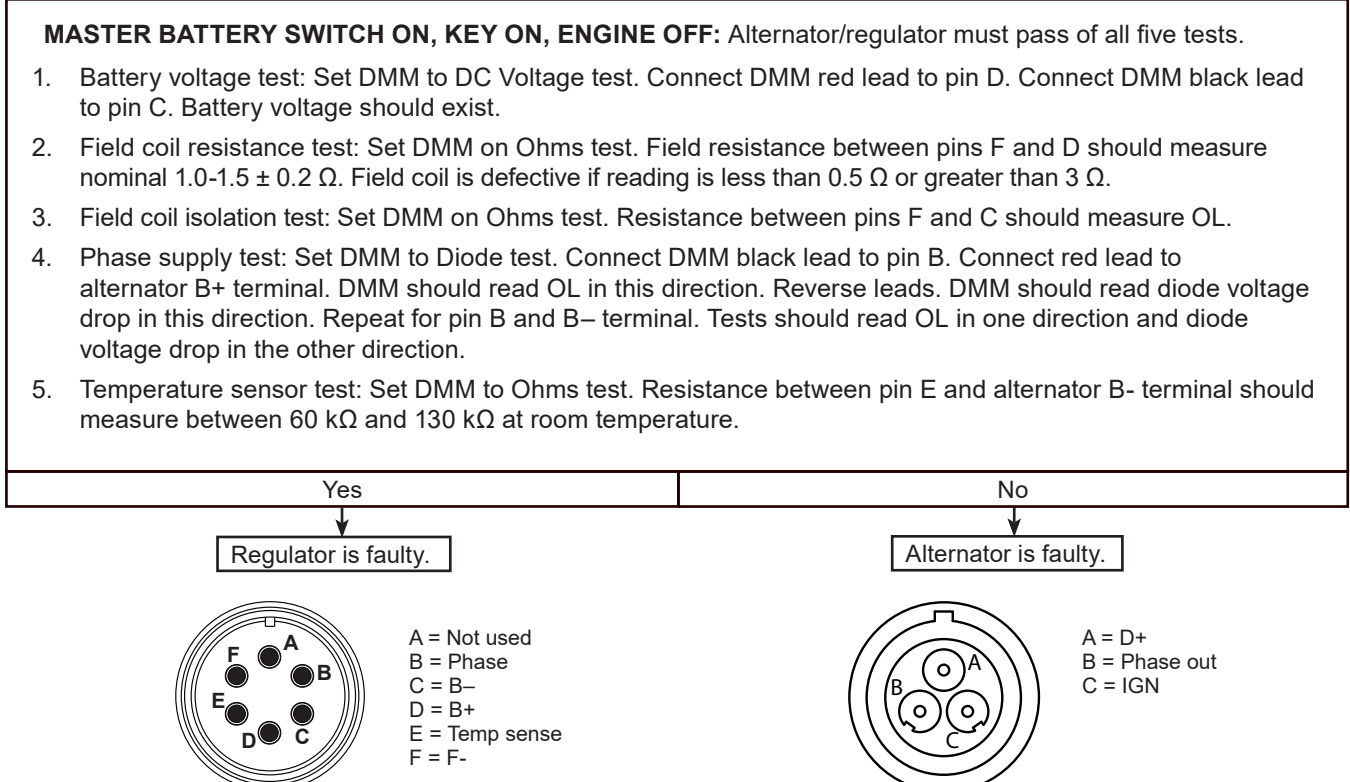 MASTER BATTERY SWITCH ON, KEY ON, ENGINE OFF: Alternator/regulator must pass of all five tests.
1. Battery voltage test: Set DMM to DC Voltage test. Connect DMM red lead to pin D. Connect DMM black lead
to pin C. Battery voltage should exist.
2. Field coil resistance test: Set DMM on Ohms test. Field resistance between pins F and D should measure
nominal 1.0-1.5 ± 0.2 Ω. Field coil is defective if reading is less than 0.5 Ω or greater than 3 Ω.
3. Field coil isolation test: Set DMM on Ohms test. Resistance between pins F and C should measure OL.
4. Phase supply test: Set DMM to Diode test. Connect DMM black lead to pin B. Connect red lead to
alternator B+ terminal. DMM should read OL in this direction. Reverse leads. DMM should read diode voltage
drop in this direction. Repeat for pin B and B– terminal. Tests should read OL in one direction and diode
voltage drop in the other direction.
5. Temperature sensor test: Set DMM to Ohms test. Resistance between pin E and alternator B- terminal should
measure between 60 kΩ and 130 kΩ at room temperature.
Yes
No
Regulator is faulty.
Alternator is faulty.
A
F
B
E
D
C
A = Not used
B = Phase
C = B–
D = B+
E = Temp sense
F = F-
A
B
C
A = D+
B = Phase out
C = IGN